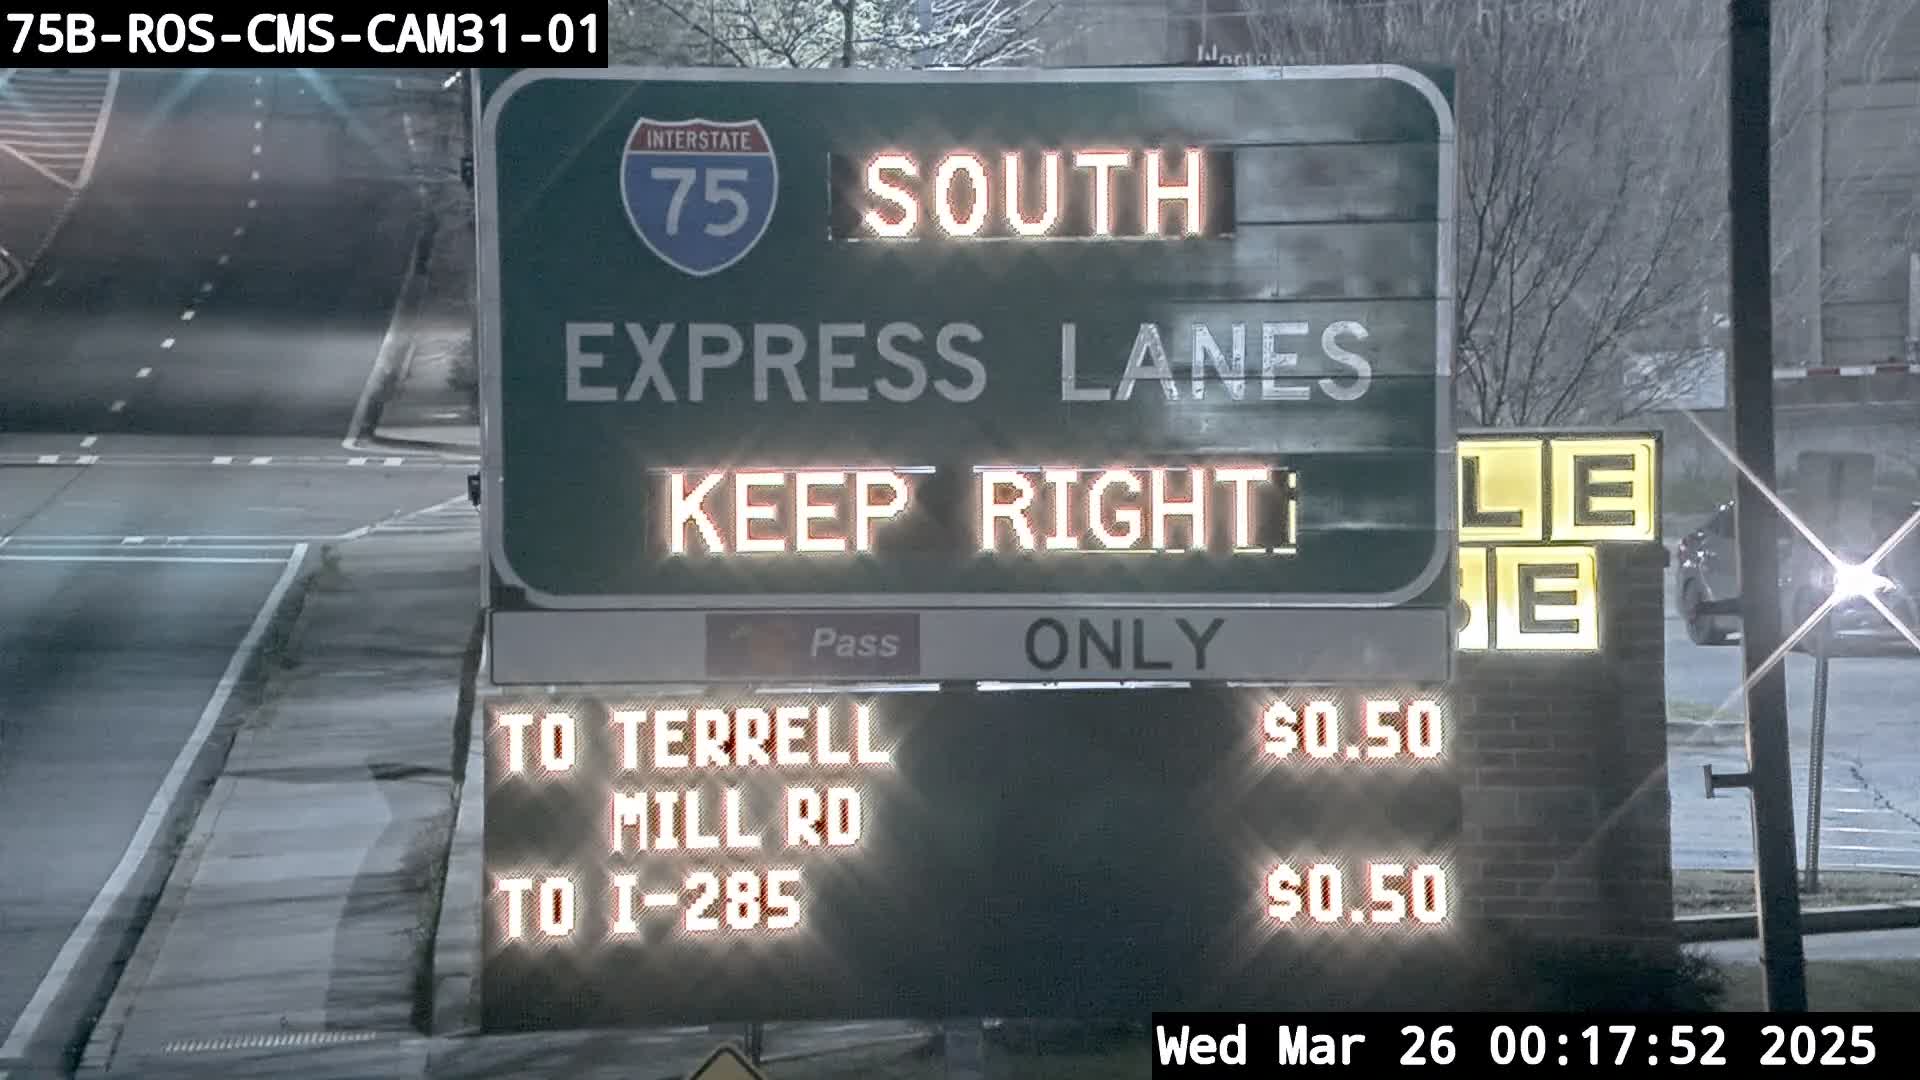 75B-ROS-CMS-CAM31-01
INTERSTATE
75
SOUTH
EXPRESS LANES
KEEP RIGHT
Pass ONLY
TO TERRELL $0.50
MILL RD
TO I-285 $0.50
LE
E
Wed Mar 26 00:17:52 2025